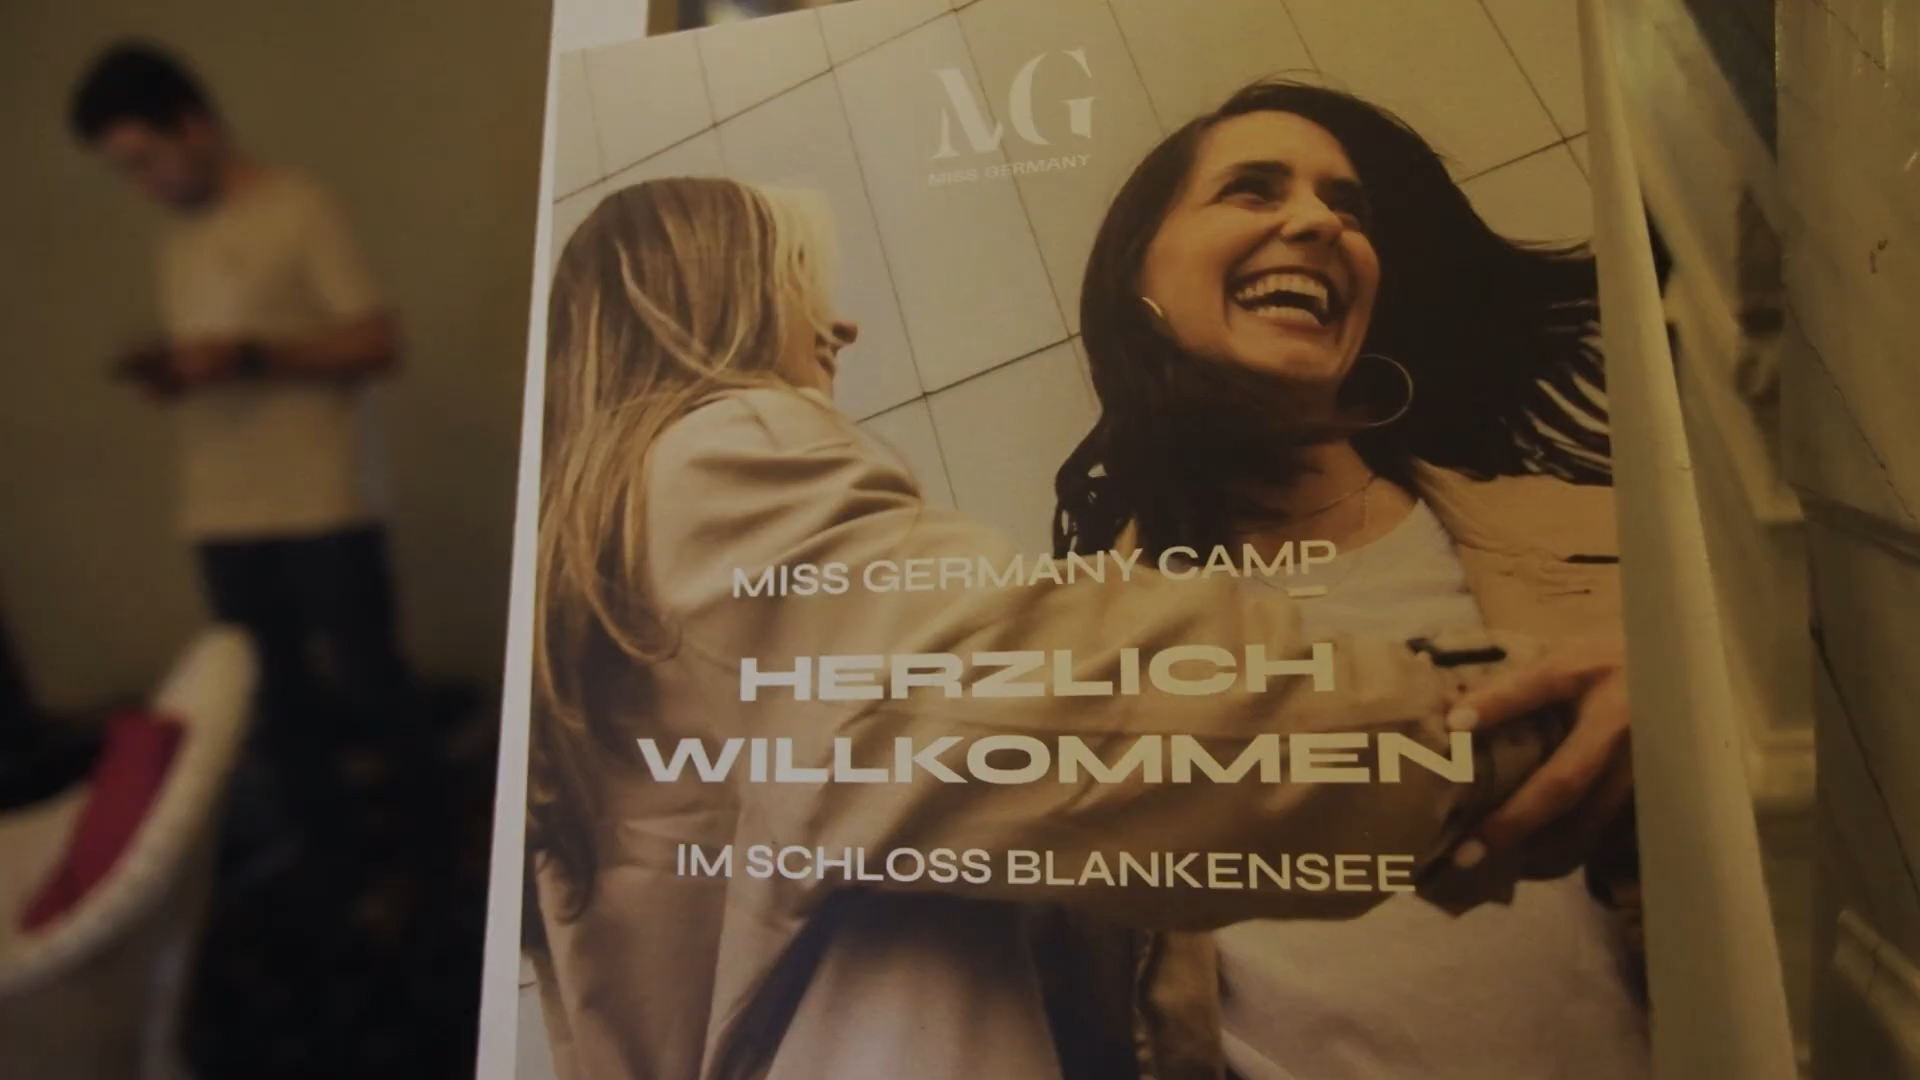 MG
MISS GERMANY
MISS GERMANY CAMP
HERZLICH
WILLKOMMEN
IM SCHLOSS BLANKENSEE